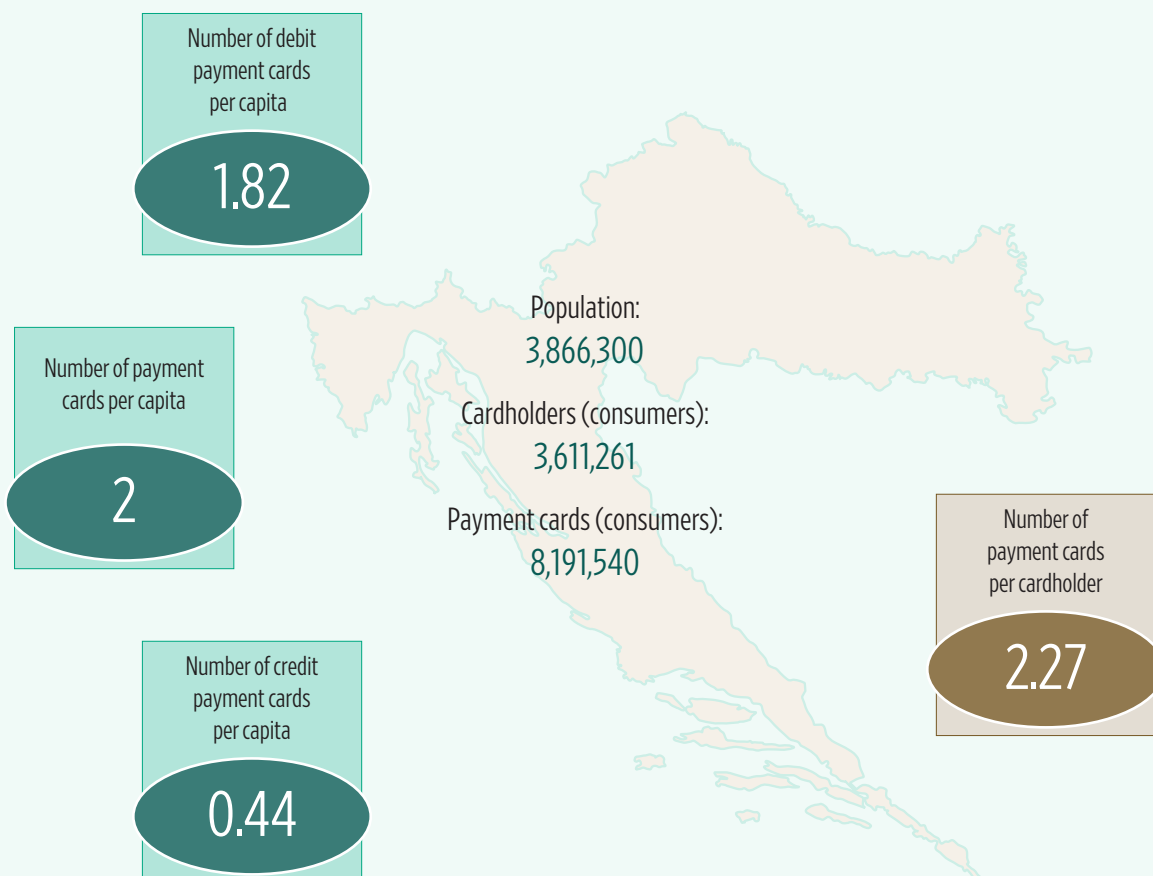 Number of debit
payment cards
per capita
1.82
Population:
3,866,300
Number of payment
cards per capita
2
Cardholders (consumers):
3,611,261
Payment cards (consumers):
8,191,540
Number of
payment cards
per cardholder
2.27
Number of credit
payment cards
per capita
0.44